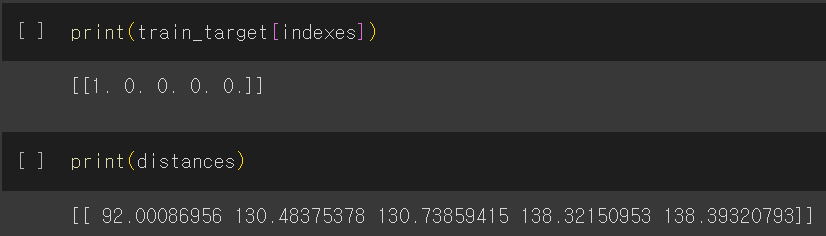 [ ] print(train_target[indexes])
[[1. 0. 0. 0. 0.]]
[ ] print(distances)
[[ 92.00086956 130.48375378 130.73859415 138.32150953 138.39320793]]